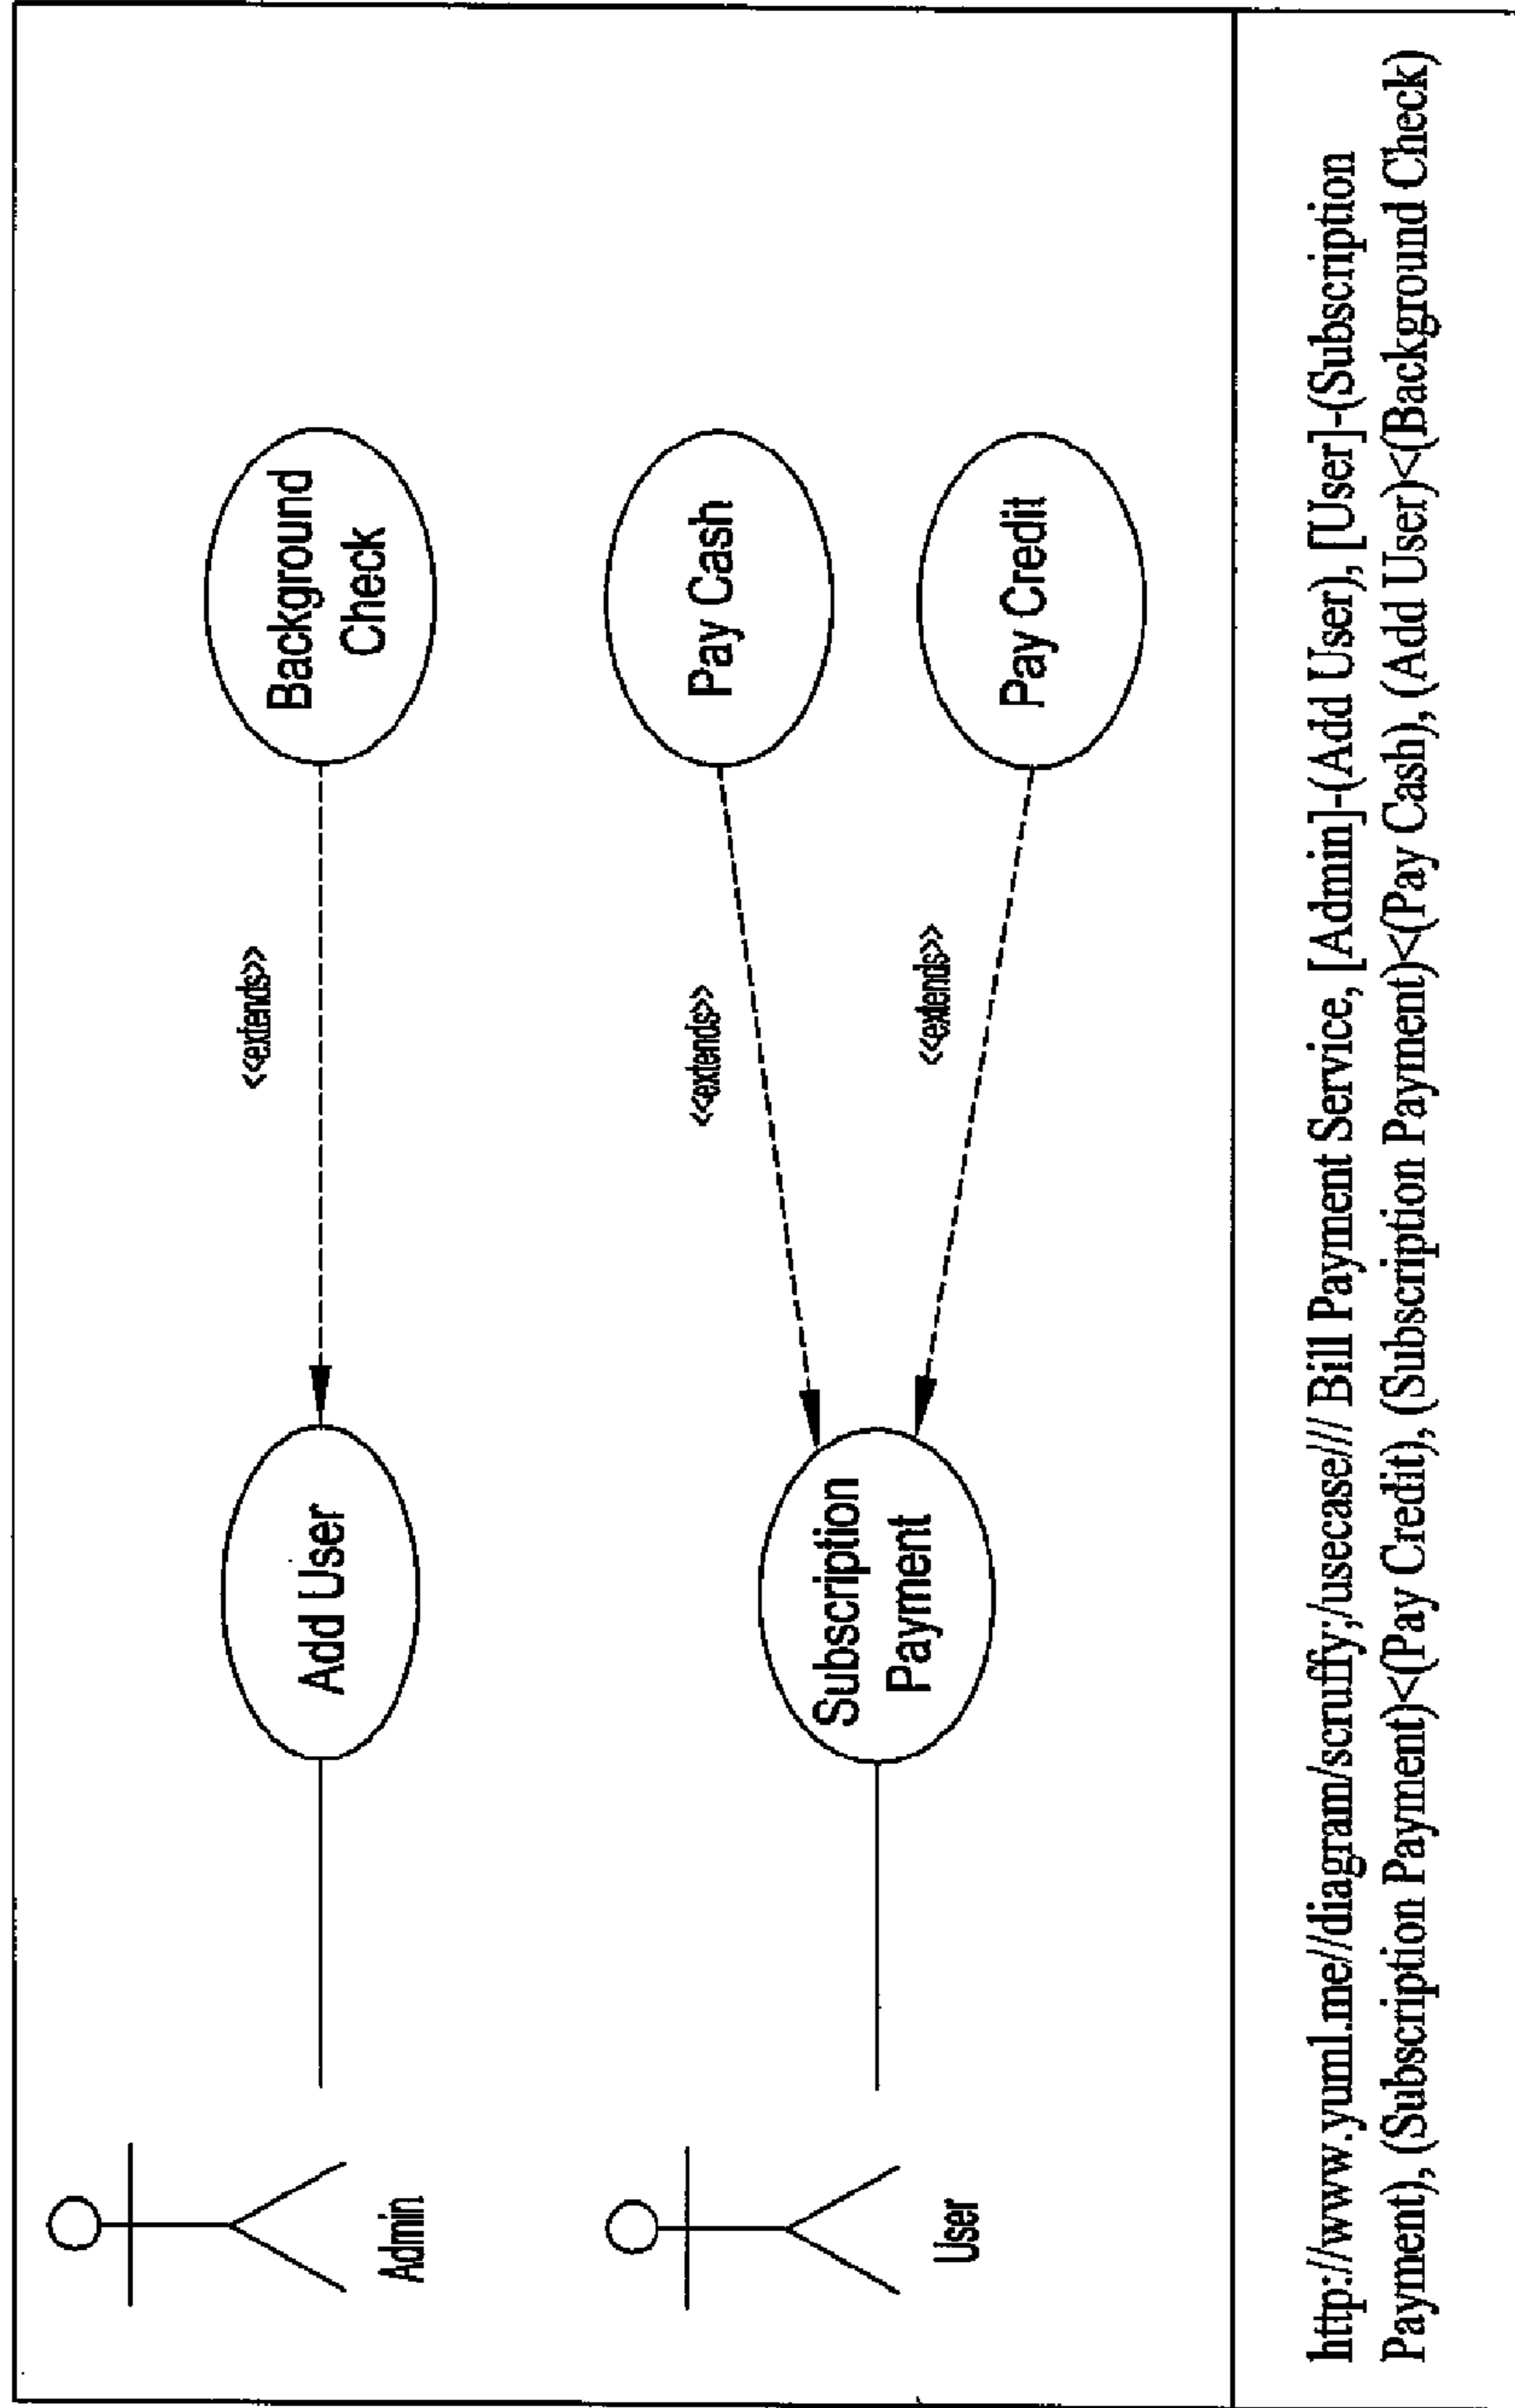 Background
Check
<<extends>>
Add User
Admin
Pay Cash
<<extends>>
Pay Credit
<<extends>>
Subscription
Payment
User
http://www.yuml.me//diagram/scruffy;/usecase/// Bill Payment Service, [Admin]-(Add User), [User]-(Subscription
Payment), (Subscription Payment)<(Pay Credit), (Subscription Payment)<(Pay Cash), (Add User)<(Background Check)